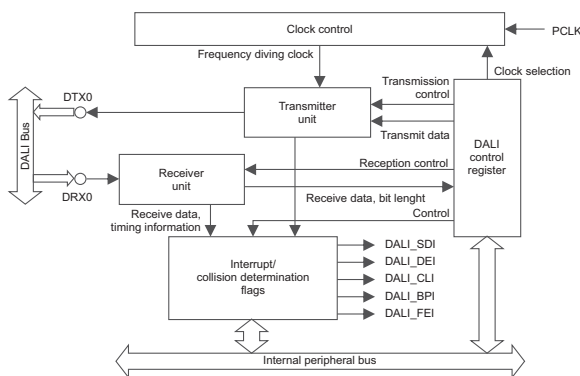 Clock control
PCLK
Frequency diving clock
Clock selection
DTX0
Transmission
control
Transmitter
unit
Transmit data
DALI
control
register
DALI Bus
Reception control
DRX0
Receiver
unit
Receive data, bit lenght
Receive data,
timing information
Control
Interrupt/
collision determination
flags
DALI_SDI
DALI_DEI
DALI_CLI
DALI_BPI
DALI_FEI
Internal peripheral bus